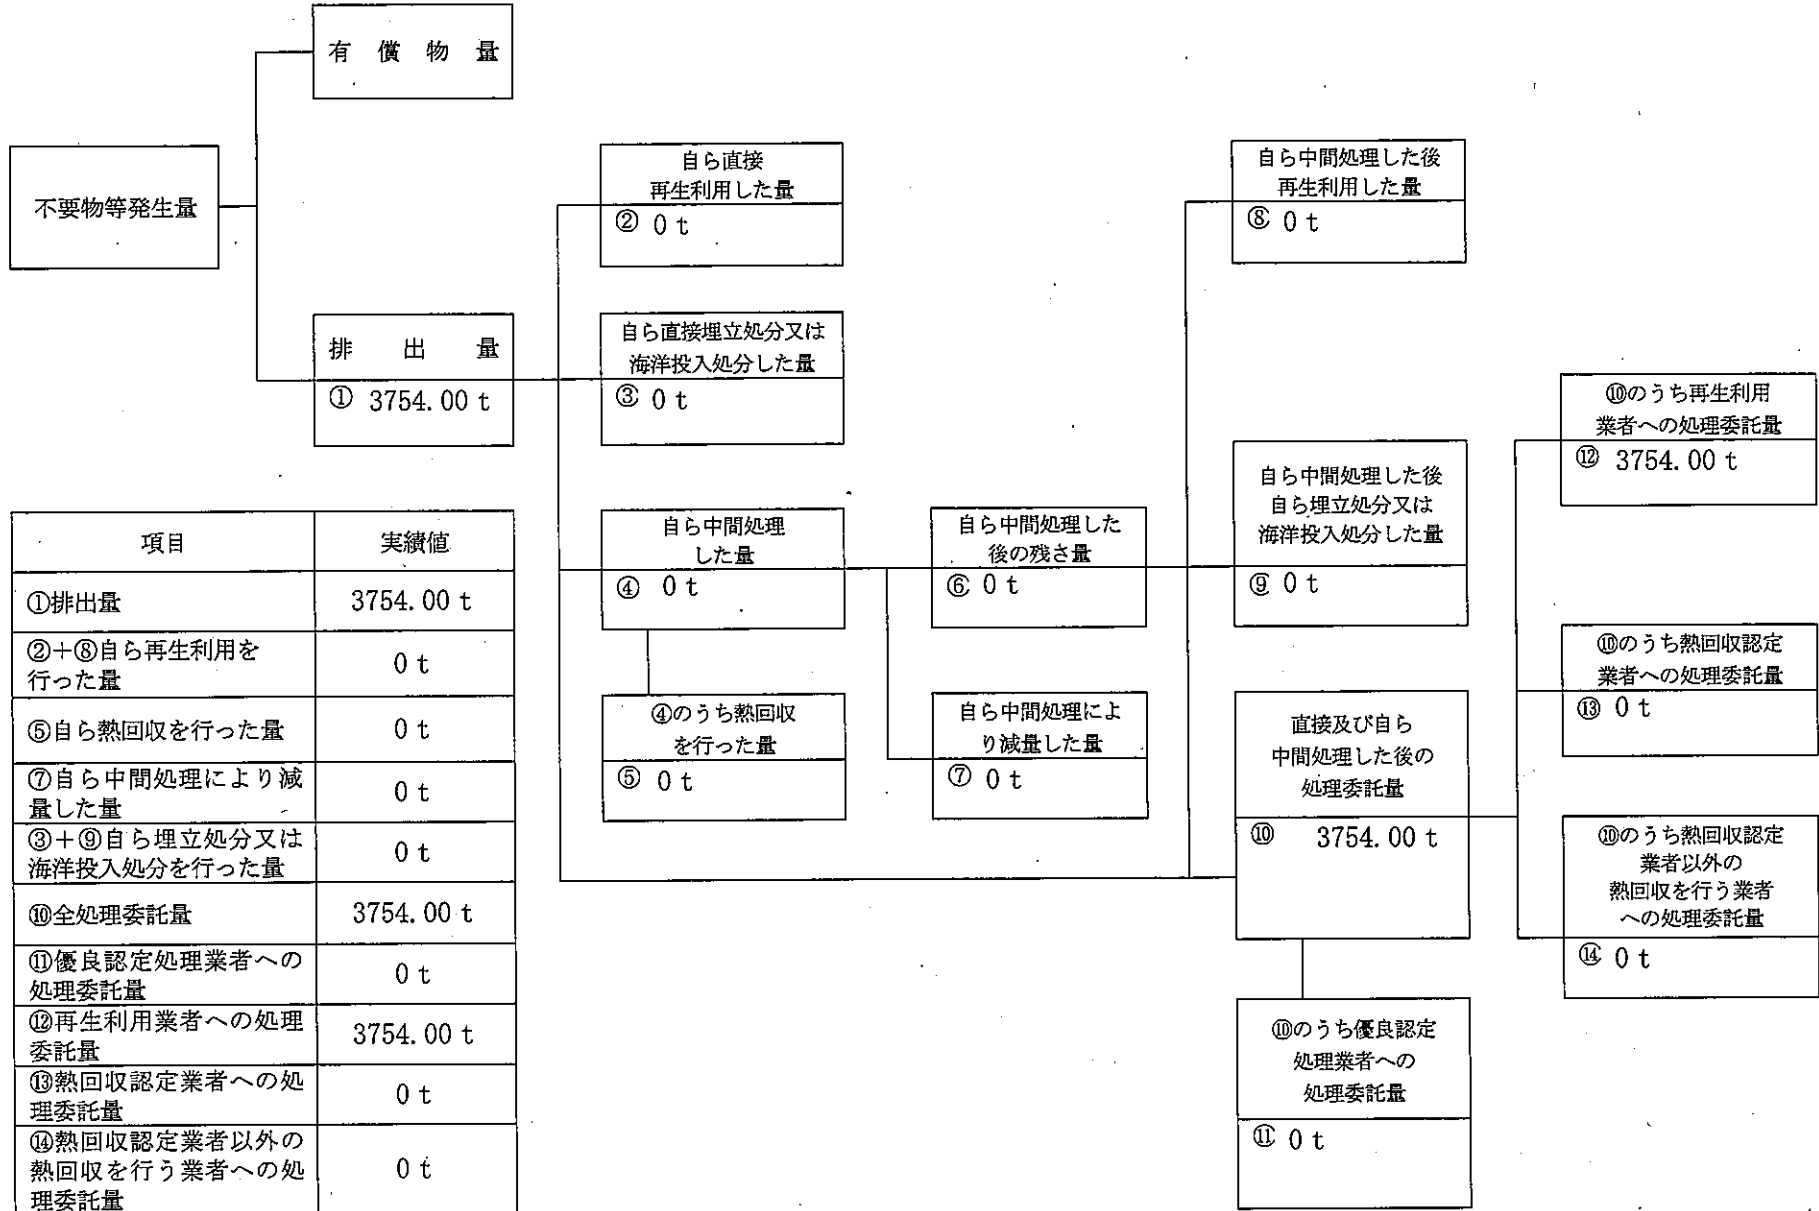 有償物量
不要物等発生量
排出量
① 3754.00 t
自ら直接
再生利用した量
② 0 t
自ら直接埋立処分又は
海洋投入処分した量
③ 0 t
自ら中間処理
した量
④ 0 t
④のうち熱回収
を行った量
⑤ 0 t
自ら中間処理した
後の残さ量
⑥ 0 t
自ら中間処理によ
り減量した量
⑦ 0 t
自ら中間処理した後
再生利用した量
⑧ 0 t
自ら中間処理した後
自ら埋立処分又は
海洋投入処分した量
⑨ 0 t
直接及び自ら
中間処理した後の
処理委託量
⑩ 3754.00 t
⑩のうち優良認定
処理業者への
処理委託量
⑪ 0 t
⑩のうち再生利用
業者への処理委託量
⑫ 3754.00 t
⑩のうち熱回収認定
業者への処理委託量
⑬ 0 t
⑩のうち熱回収認定
業者以外の
熱回収を行う業者
への処理委託量
⑭ 0 t
項目 実績値
①排出量 3754.00 t
②＋⑧自ら再生利用を
行った量 0 t
⑤自ら熱回収を行った量 0 t
⑦自ら中間処理により減
量した量 0 t
③＋⑨自ら埋立処分又は
海洋投入処分を行った量 0 t
⑩全処理委託量 3754.00 t
⑪優良認定処理業者への
処理委託量 0 t
⑫再生利用業者への処理
委託量 3754.00 t
⑬熱回収認定業者への処
理委託量 0 t
⑭熱回収認定業者以外の
熱回収を行う業者への処
理委託量 0 t